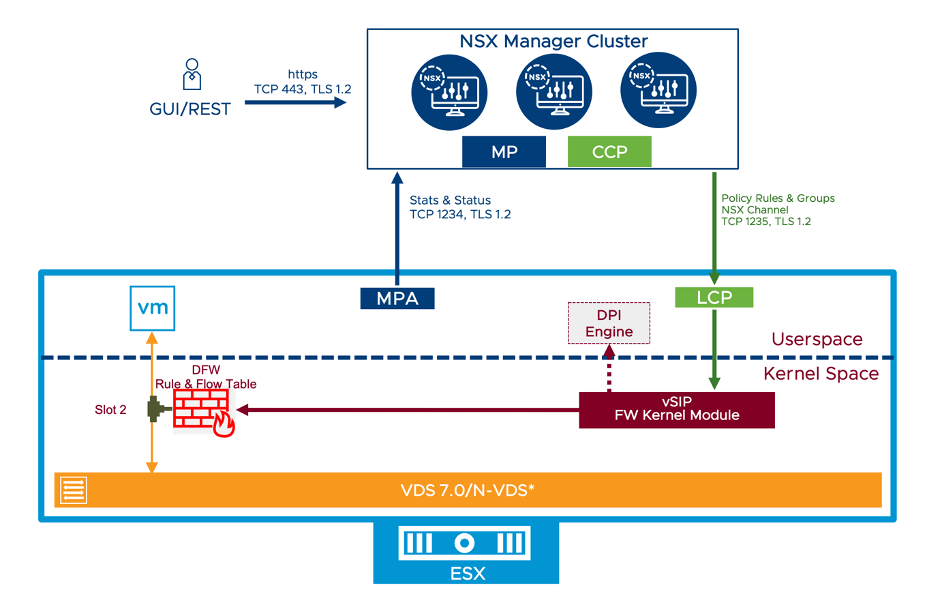 NSX Manager Cluster
NSX
NSX
NSX
https
TCP 443, TLS 1.2
GUI/REST
MP
CCP
Stats & Status
TCP 1234, TLS 1.2
Policy Rules & Groups
NSX Channel
TCP 1235, TLS 1.2
vm
MPA
LCP
DPI
Engine
Userspace
Kernel Space
DFW
Rule & Flow Table
Slot 2
vSIP
FW Kernel Module
VDS 7.0/N-VDS*
ESX